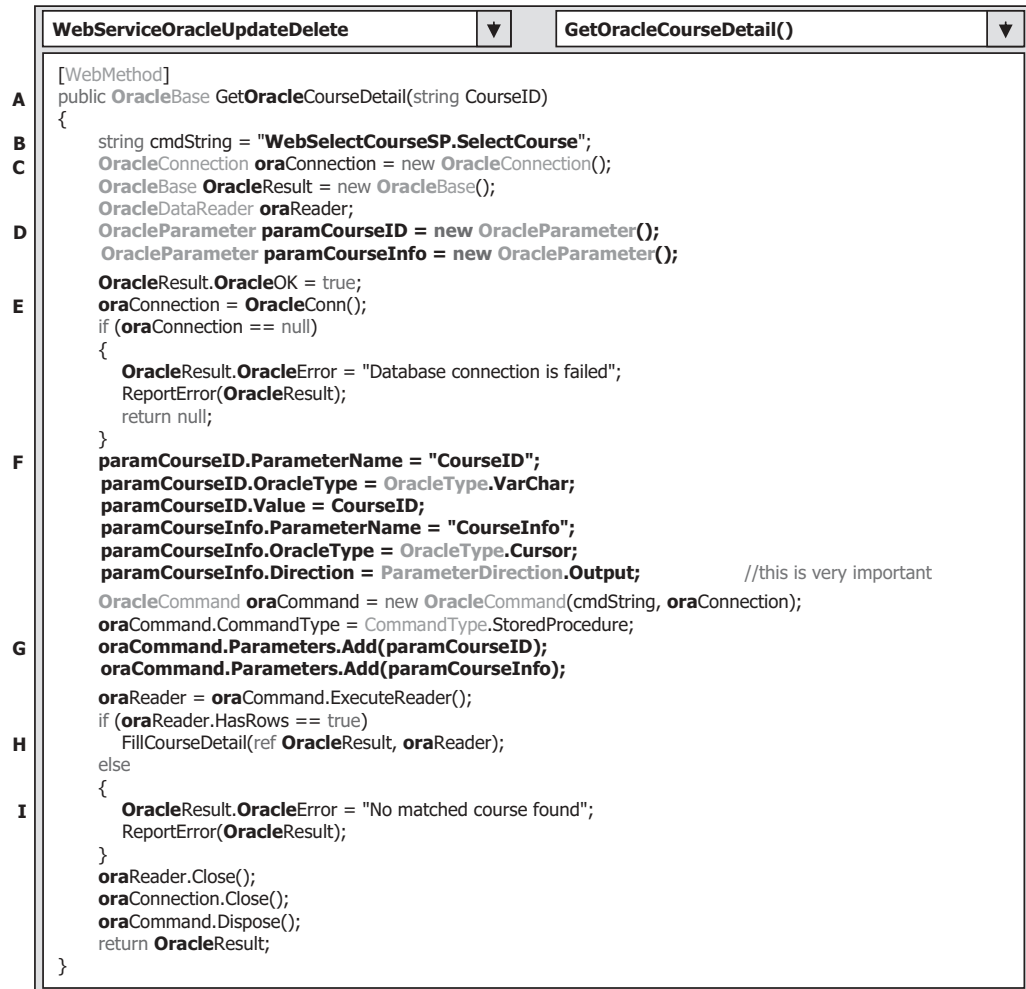 WebServiceOracleUpdateDelete GetOracleCourseDetail()
[WebMethod]
A public OracleBase GetOracleCourseDetail(string CourseID)
{
B string cmdString = "WebSelectCourseSP.SelectCourse";
C OracleConnection oraConnection = new OracleConnection();
OracleBase OracleResult = new OracleBase();
OracleDataReader oraReader;
D OracleParameter paramCourseID = new OracleParameter();
OracleParameter paramCourseInfo = new OracleParameter();
OracleResult.OracleOK = true;
E oraConnection = OracleConn();
if (oraConnection == null)
{
OracleResult.OracleError = "Database connection is failed";
ReportError(OracleResult);
return null;
}
F paramCourseID.ParameterName = "CourseID";
paramCourseID.OracleType = OracleType.VarChar;
paramCourseID.Value = CourseID;
paramCourseInfo.ParameterName = "CourseInfo";
paramCourseInfo.OracleType = OracleType.Cursor;
paramCourseInfo.Direction = ParameterDirection.Output; //this is very important
OracleCommand oraCommand = new OracleCommand(cmdString, oraConnection);
oraCommand.CommandType = CommandType.StoredProcedure;
G oraCommand.Parameters.Add(paramCourseID);
oraCommand.Parameters.Add(paramCourseInfo);
oraReader = oraCommand.ExecuteReader();
if (oraReader.HasRows == true)
H FillCourseDetail(ref OracleResult, oraReader);
else
{
I OracleResult.OracleError = "No matched course found";
ReportError(OracleResult);
}
oraReader.Close();
oraConnection.Close();
oraCommand.Dispose();
return OracleResult;
}